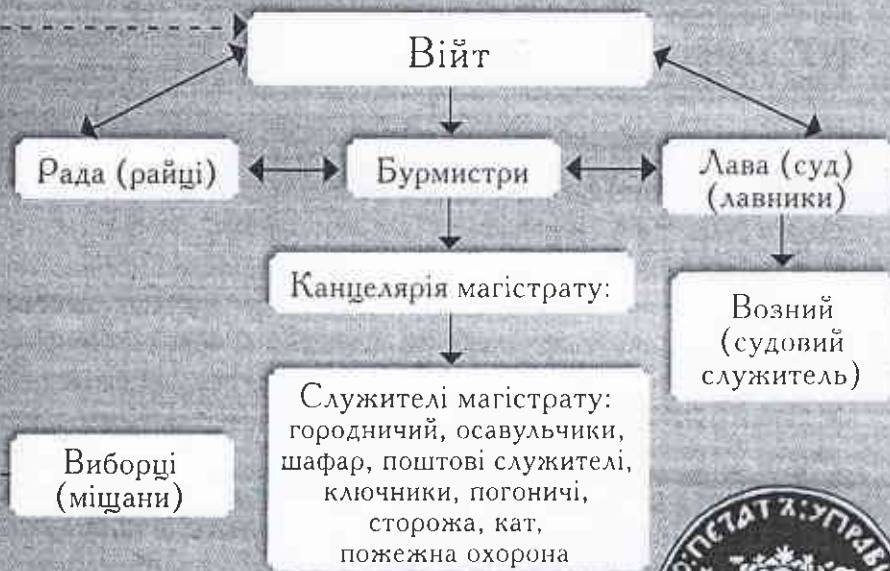 Війт
Рада (райці)
Бурмистри
Лава (суд)
(лавники)
Канцелярія магістрату:
Возний
(судовий
служитель)
Служителі магістрату:
городничий, осавульчики,
шафар, поштові служителі,
ключники, погоничі,
сторожа, кат,
пожежна охорона
Виборці
(міщани)